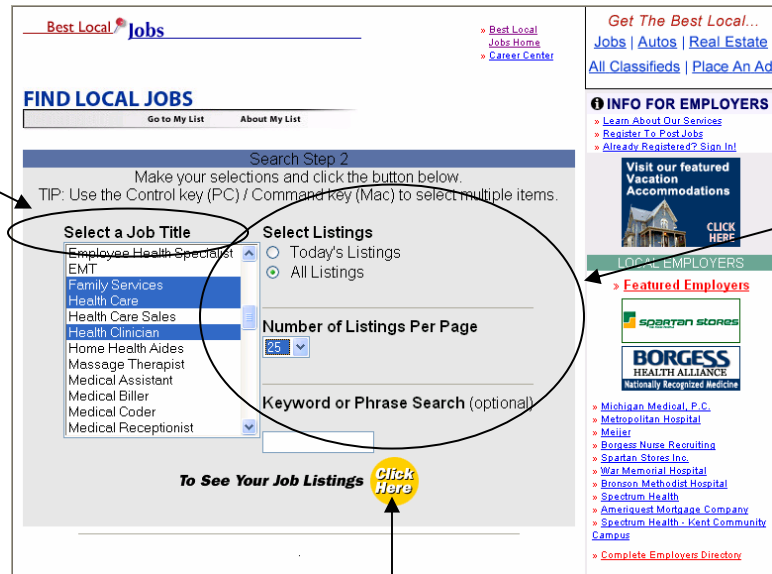 Best Local Jobs
» Best Local
Jobs Home
» Career Center
FIND LOCAL JOBS
Go to My List About My List
Search Step 2
Make your selections and click the button below.
TIP: Use the Control key (PC) / Command key (Mac) to select multiple items.
Select a Job Title
Employee Health Specialist
EMT
Family Services
Health Care
Health Care Sales
Health Clinician
Home Health Aides
Massage Therapist
Medical Assistant
Medical Biller
Medical Coder
Medical Receptionist
Select Listings
Today's Listings
All Listings
Number of Listings Per Page
25
Keyword or Phrase Search (optional)
To See Your Job Listings Click Here
Get The Best Local...
Jobs | Autos | Real Estate
All Classifieds | Place An Ad
INFO FOR EMPLOYERS
» Learn About Our Services
» Register To Post Jobs
» Already Registered? Sign In!
Visit our featured
Vacation
Accommodations
CLICK
HERE
LOCAL EMPLOYERS
» Featured Employers
spartan stores
BORGESS
HEALTH ALLIANCE
Nationally Recognized Medicine
» Michigan Medical, P.C.
» Metropolitan Hospital
» Meijer
» Borgess Nurse Recruiting
» Spartan Stores Inc.
» War Memorial Hospital
» Bronson Methodist Hospital
» Spectrum Health
» Ameriquest Mortgage Company
» Spectrum Health - Kent Community
Campus
» Complete Employers Directory